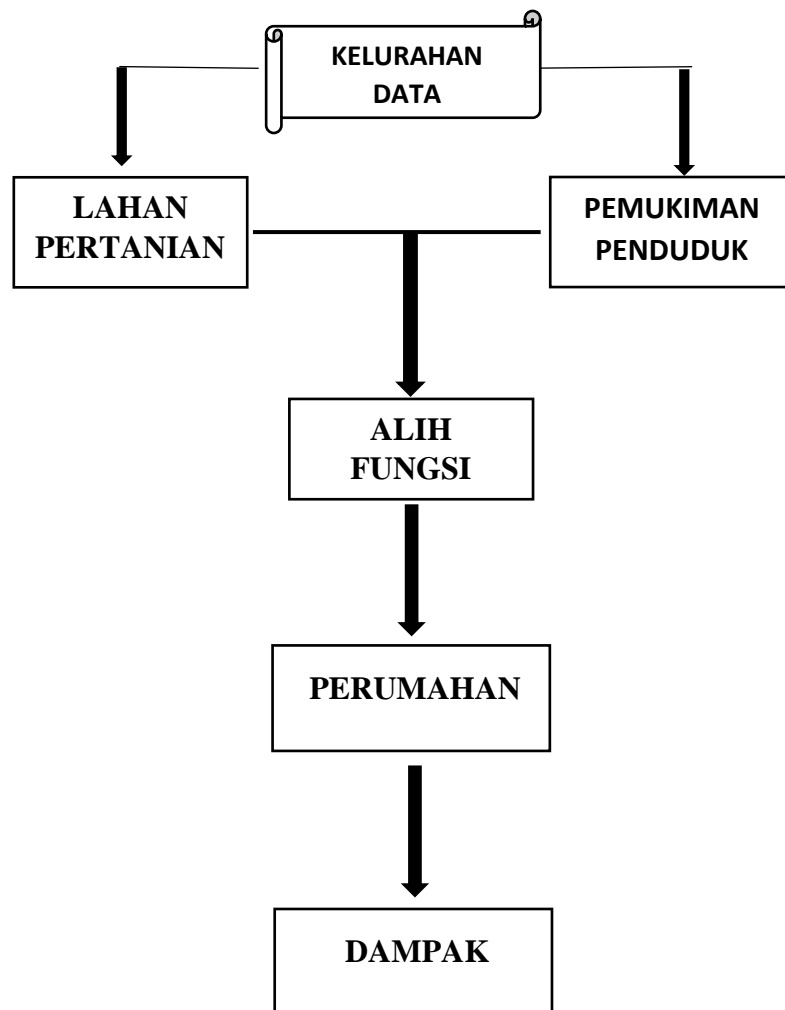 KELURAHAN
DATA
LAHAN
PERTANIAN
PEMUKIMAN
PENDUDUK
ALIH
FUNGSI
PERUMAHAN
DAMPAK